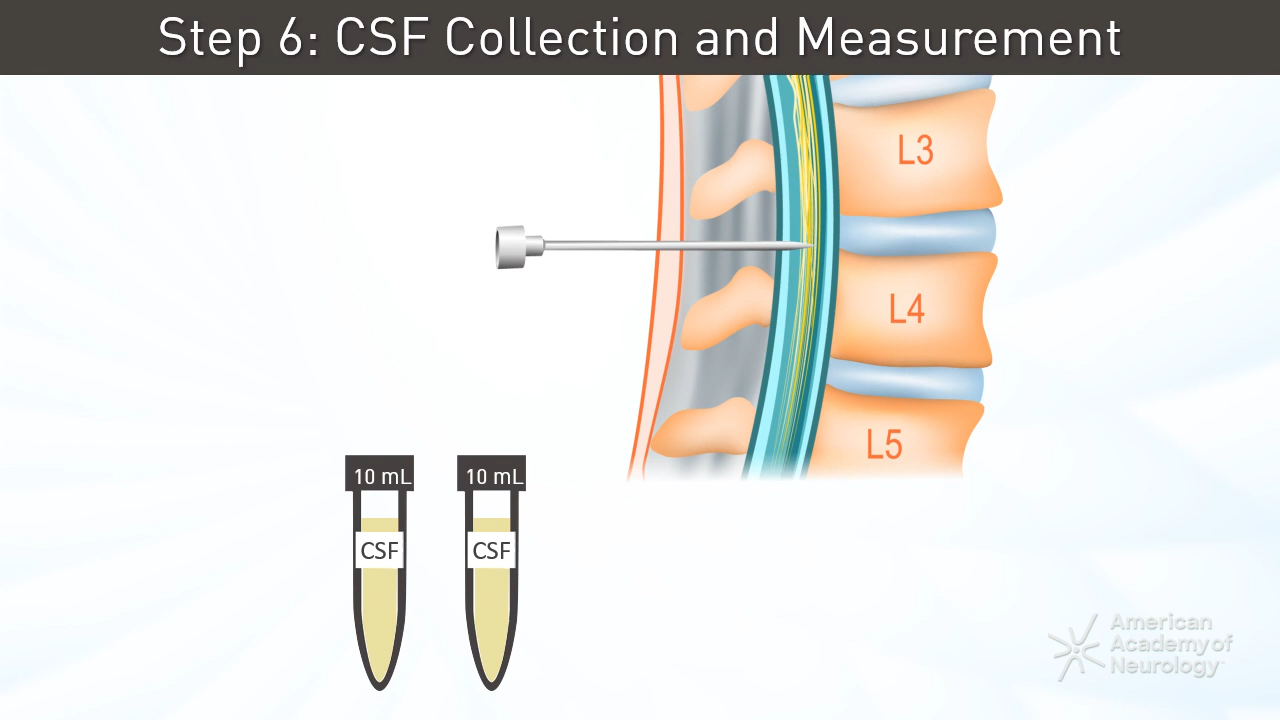 Step 6: CSF Collection and Measurement
L3
L4
L5
10 mL
10 mL
CSF
CSF
American
Academy of
Neurology